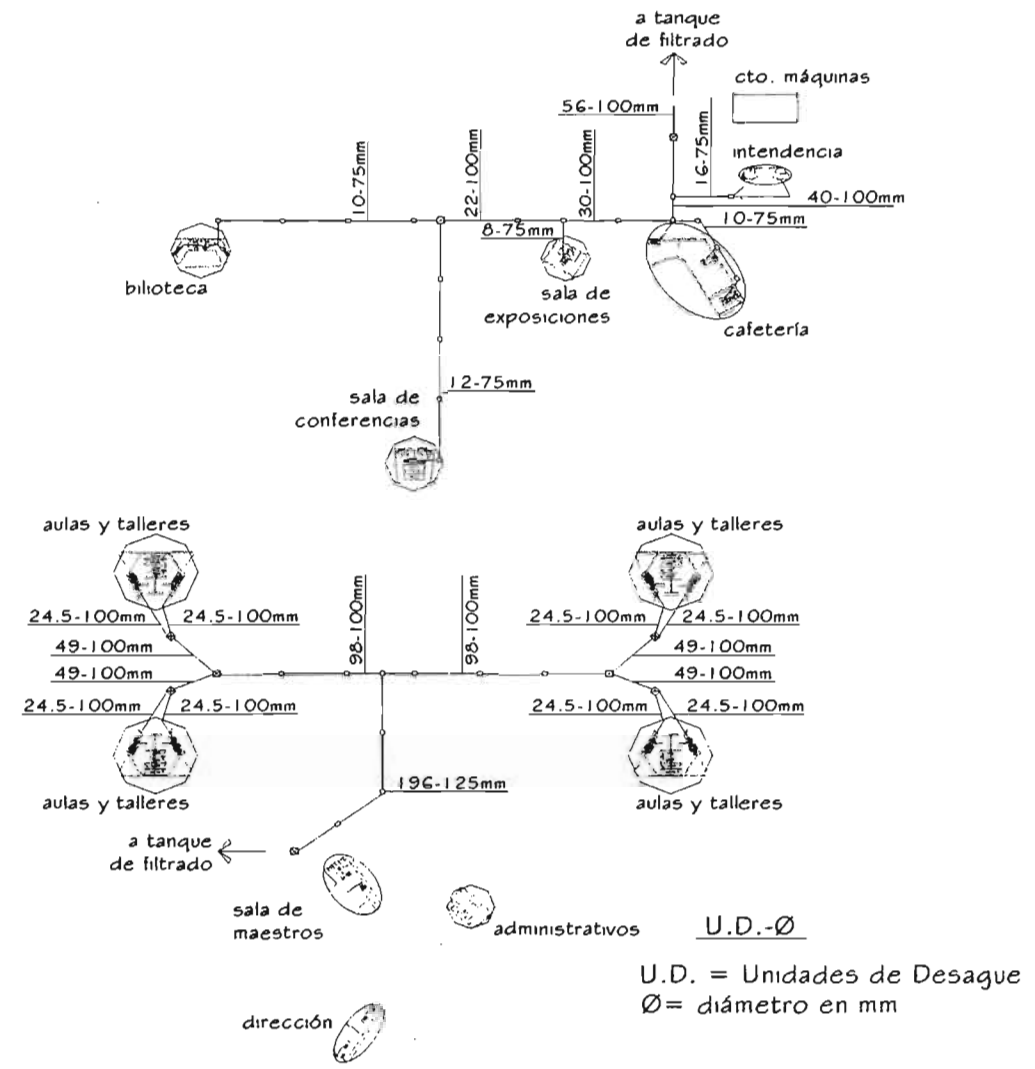 a tanque
de filtrado
cto. máquinas
56-100mm
16-75mm
intendencia
10-75mm
22-100mm
30-100mm
40-100mm
10-75mm
8-75mm
bilioteca
sala de
exposiciones
cafetería
12-75mm
sala de
conferencias
aulas y talleres
aulas y talleres
24.5-100mm
24.5-100mm
98-100mm
98-100mm
24.5-100mm
24.5-100mm
49-100mm
49-100mm
49-100mm
49-100mm
24.5-100mm
24.5-100mm
24.5-100mm
24.5-100mm
196-125mm
aulas y talleres
aulas y talleres
a tanque
de filtrado
sala de
maestros
administrativos
U.D.-Ø
U.D. = Unidades de Desague
Ø= diámetro en mm
dirección